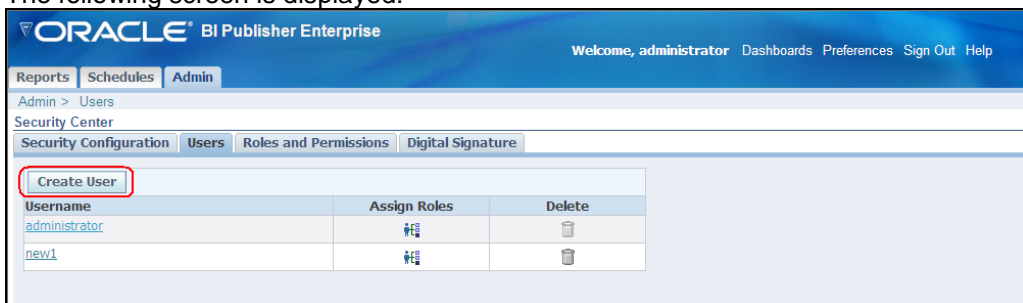 The following screen is displayed.
ORACLE® BI Publisher Enterprise
Welcome, administrator Dashboards Preferences Sign Out Help
Reports Schedules Admin
Admin > Users
Security Center
Security Configuration Users Roles and Permissions Digital Signature
Create User
Username Assign Roles Delete
administrator
new1